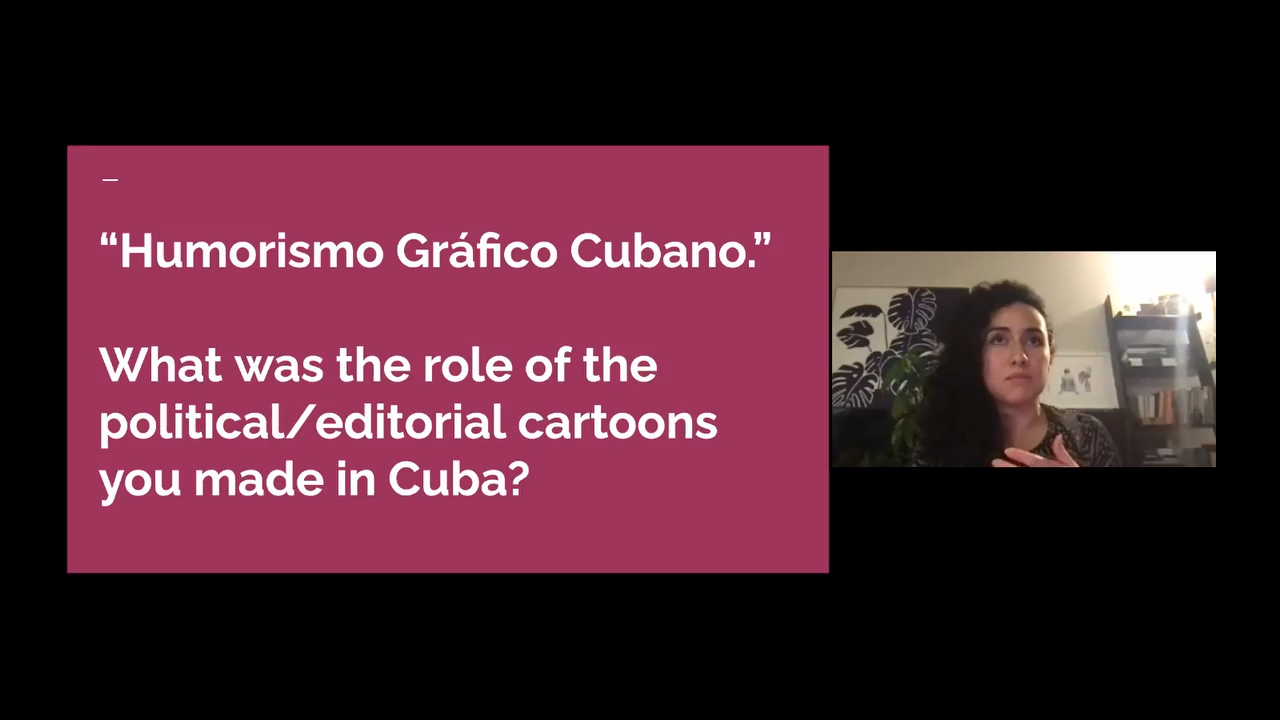 “Humorismo Gráfico Cubano.”
What was the role of the
political/editorial cartoons
you made in Cuba?